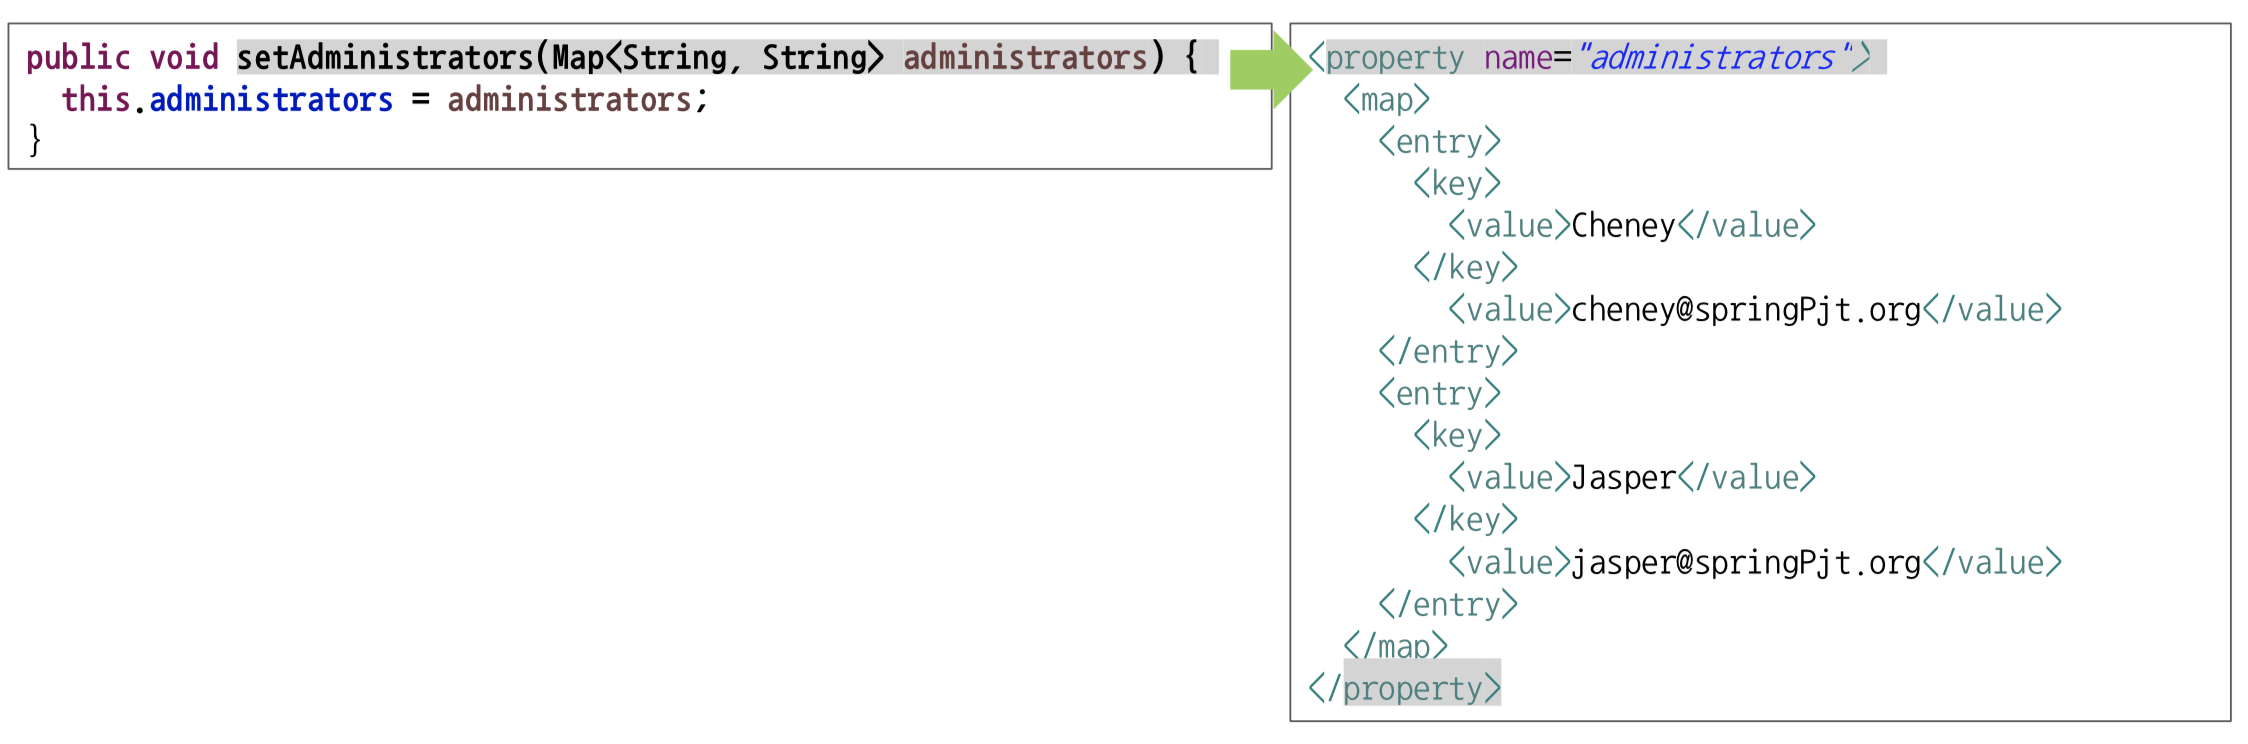 public void setAdministrators(Map<String, String> administrators) {
  this.administrators = administrators;
}
<property name="administrators">
  <map>
    <entry>
      <key>
        <value>Cheney</value>
      </key>
        <value>cheney@springPjt.org</value>
    </entry>
    <entry>
      <key>
        <value>Jasper</value>
      </key>
        <value>jasper@springPjt.org</value>
    </entry>
  </map>
</property>